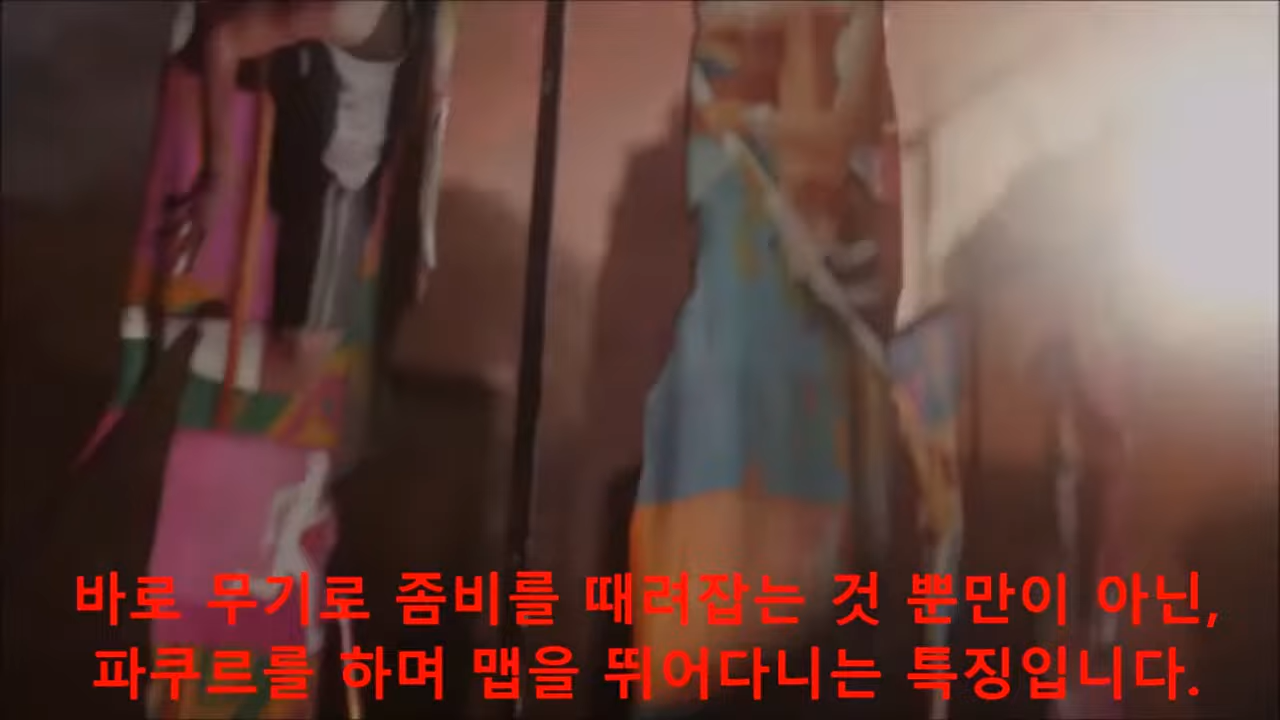 바로 무기로 좀비를 때려잡는 것 뿐만이 아닌,
파쿠르를 하며 맵을 뛰어다니는 특징입니다.